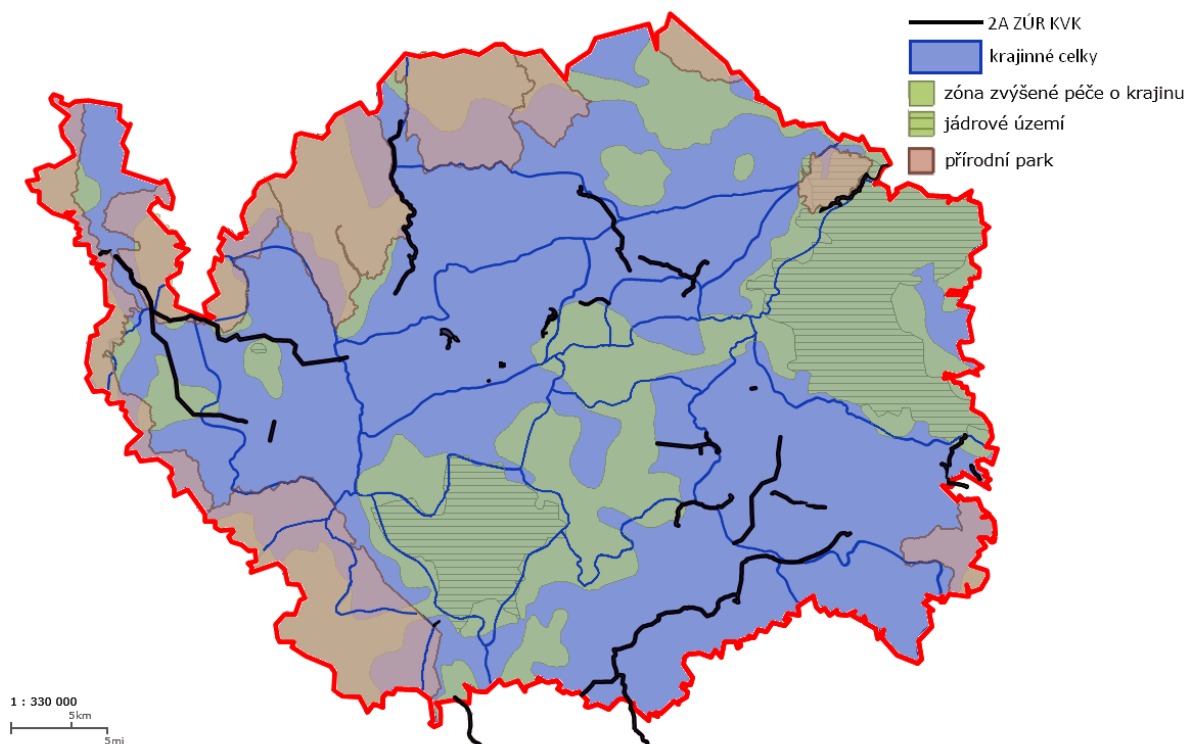 2A ZÚR KVK
krajinné celky
zóna zvýšené péče o krajinu
jádrové území
přírodní park
1 : 330 000
5km
5mi